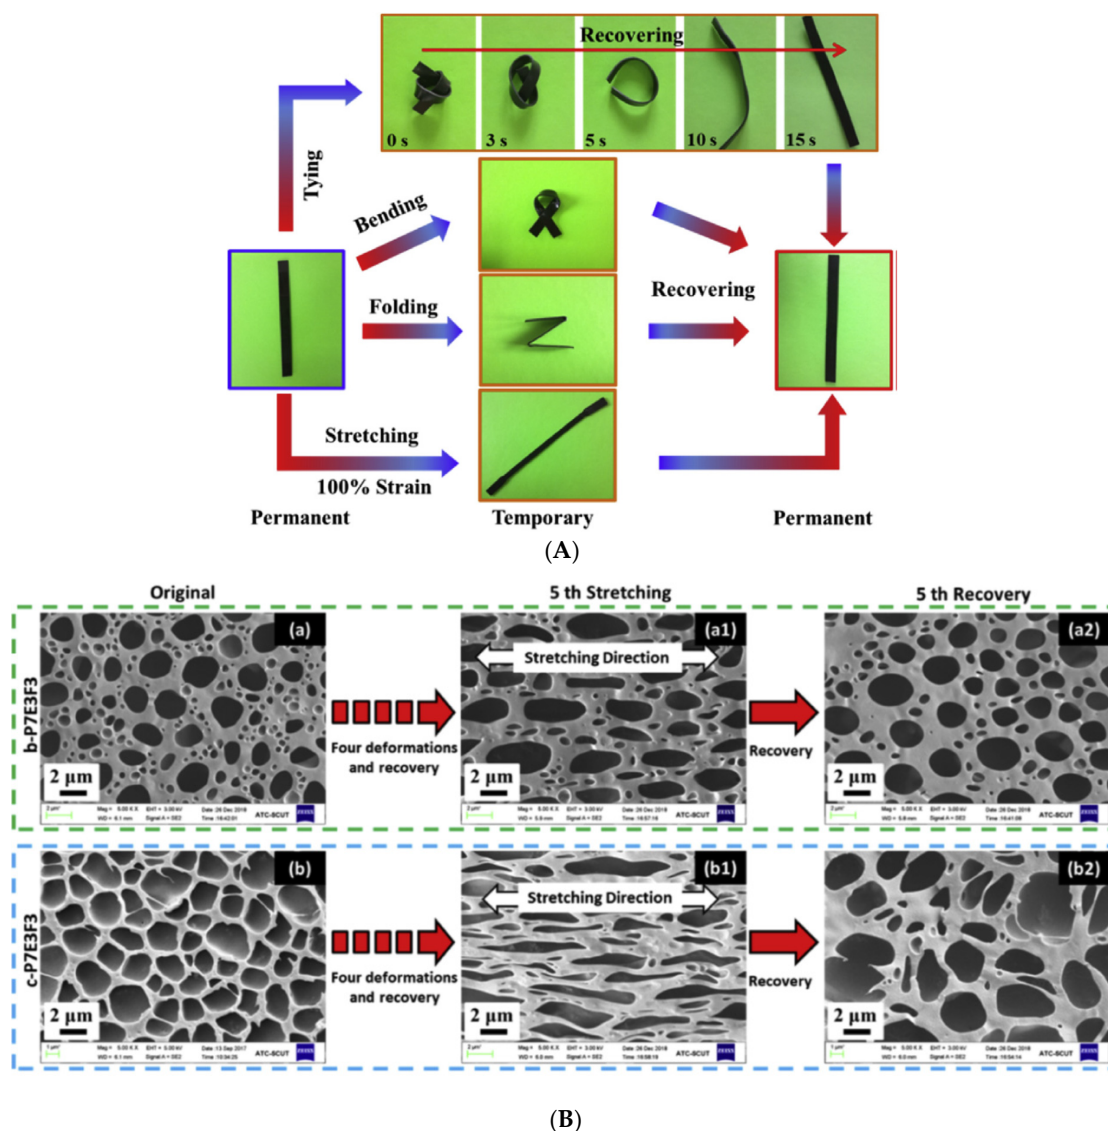 Recovering
0 s
3 s
5 s
10 s
15 s
Tying
Bending
Folding
Recovering
Stretching
100% Strain
Permanent
Temporary
Permanent
(A)
Original
5 th Stretching
5 th Recovery
b-P7E3F3
(a)
2 μm
Four deformations
and recovery
(a1)
Stretching Direction
2 μm
Recovery
(a2)
2 μm
c-P7E3F3
(b)
2 μm
Four deformations
and recovery
(b1)
Stretching Direction
2 μm
Recovery
(b2)
2 μm
ATC-SCUT
ATC-SCUT
ATC-SCUT
ATC-SCUT
ATC-SCUT
ATC-SCUT
(B)